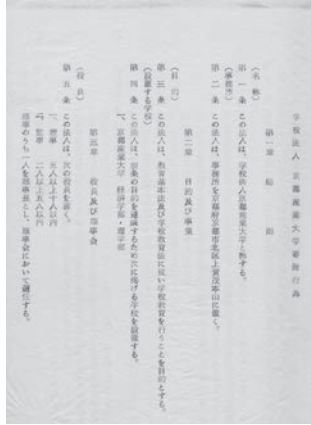 学校法人 京都産業大学寄附行為
第一章 総則
(名称)
第一条 この法人は、学校法人京都産業大学と称する。
(事務所)
第二条 この法人は、事務所を京都府京都市北区上賀茂本山に置く。
第二章 目的及び事業
(目的)
第三条 この法人は、教育基本法及び学校教育法に従い学校教育を行うことを目的とする。
(設置する学校)
第四条 この法人は、前条の目的を達成するため次に掲げる学校を設置する。
一、京都産業大学 経済学部・理学部
第三章 役員及び理事会
(役員)
第五条 この法人は、次の役員を置く。
一、理事 五人以上十人以内
二、監事 二人以上五人以内
理事のうち一人を理事長とし、理事会において選任する。